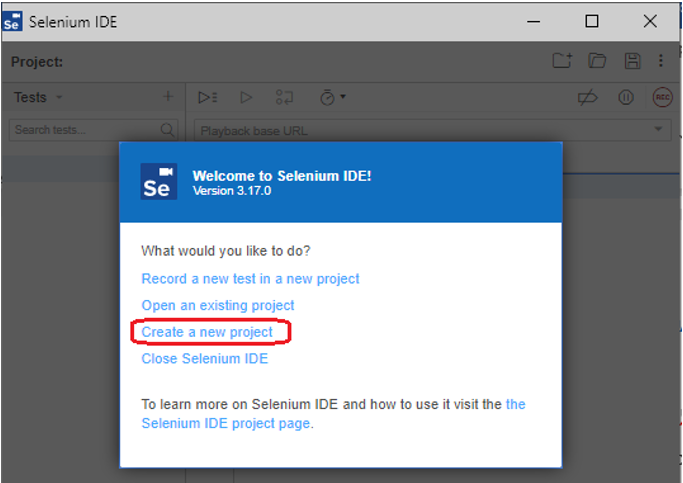 Se Selenium IDE
Project:
Tests
Search tests...
Playback base URL
REC
Se
Welcome to Selenium IDE!
Version 3.17.0
What would you like to do?
Record a new test in a new project
Open an existing project
Create a new project
Close Selenium IDE
To learn more on Selenium IDE and how to use it visit the the
Selenium IDE project page.